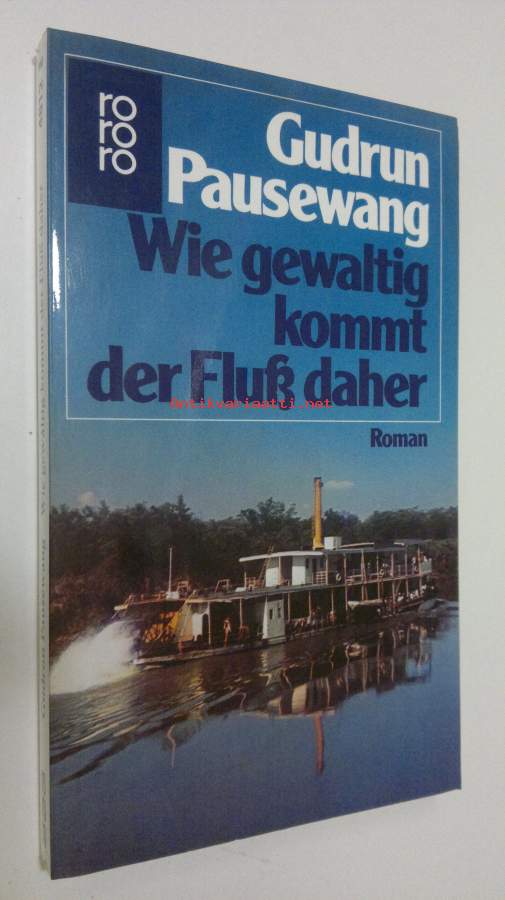 ro
ro
ro
Gudrun
Pausewang
Wie gewaltig
kommt
der Fluß daher
Antikvariaatti.net
Roman